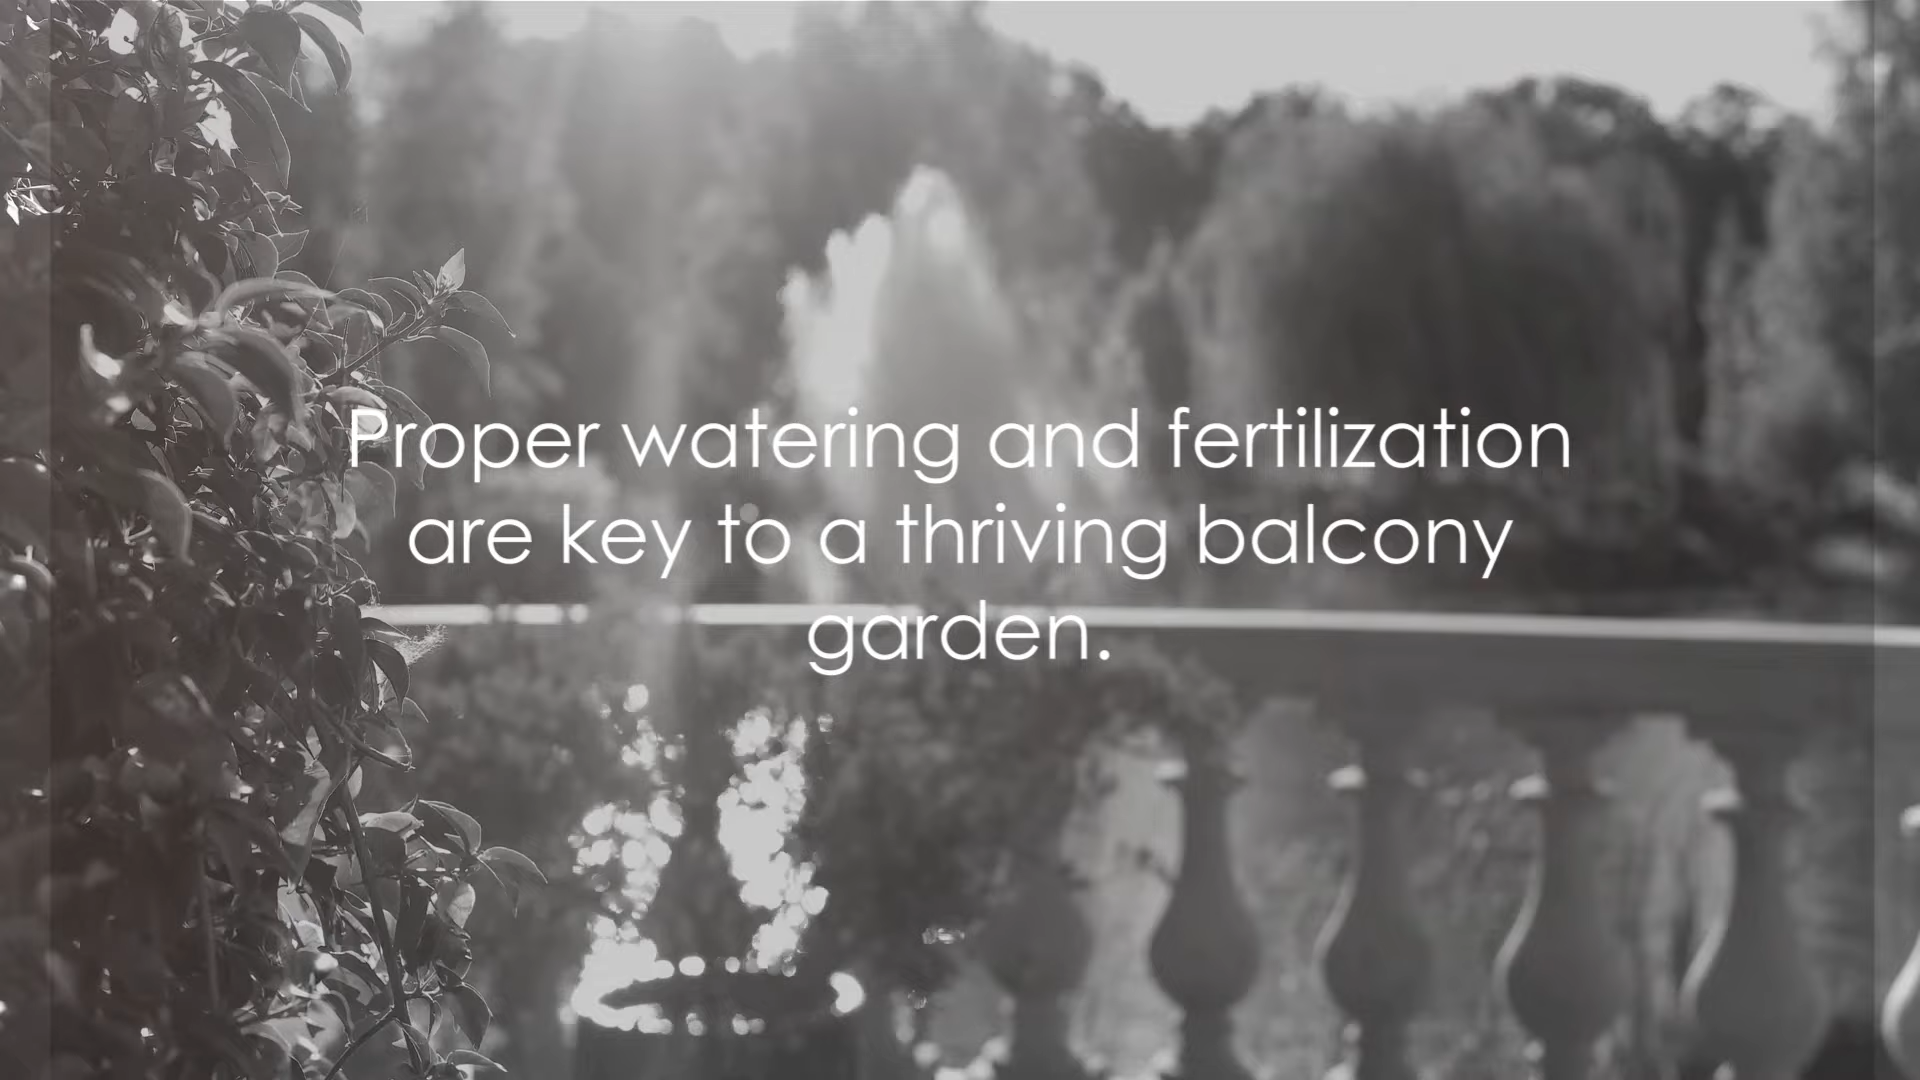 Proper watering and fertilization
are key to a thriving balcony
garden.